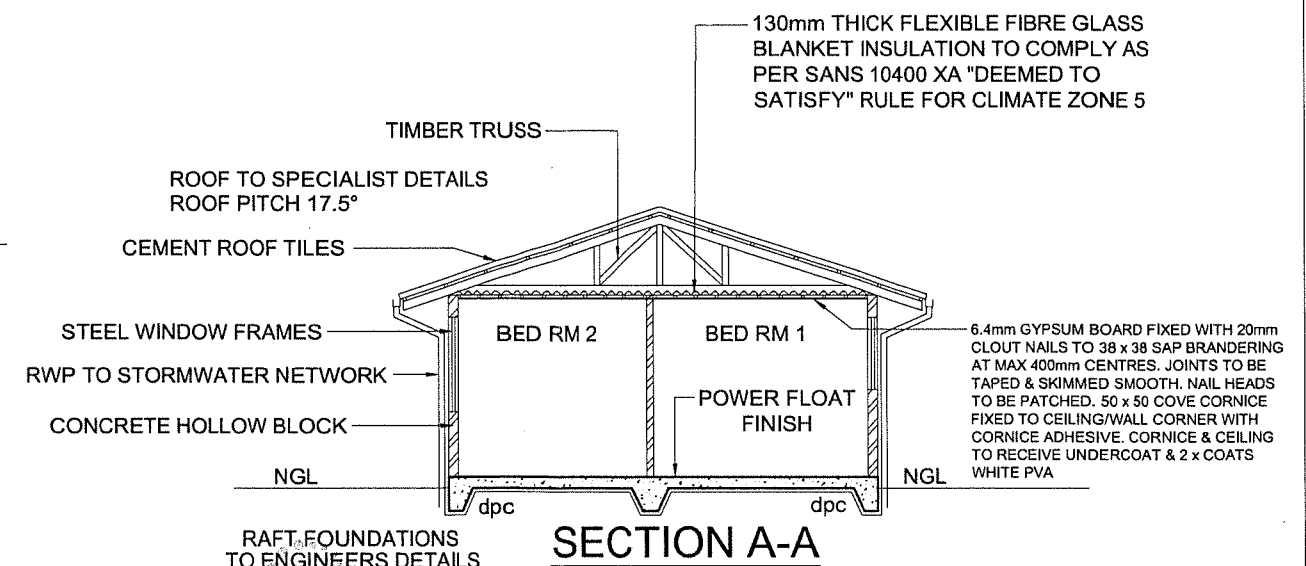 130mm THICK FLEXIBLE FIBRE GLASS
BLANKET INSULATION TO COMPLY AS
PER SANS 10400 XA "DEEMED TO
SATISFY" RULE FOR CLIMATE ZONE 5
TIMBER TRUSS
ROOF TO SPECIALIST DETAILS
ROOF PITCH 17.5°
CEMENT ROOF TILES
STEEL WINDOW FRAMES
RWP TO STORMWATER NETWORK
CONCRETE HOLLOW BLOCK
BED RM 2
BED RM 1
POWER FLOAT
FINISH
6.4mm GYPSUM BOARD FIXED WITH 20mm
CLOUT NAILS TO 38 x 38 SAP BRANDERING
AT MAX 400mm CENTRES. JOINTS TO BE
TAPED & SKIMMED SMOOTH. NAIL HEADS
TO BE PATCHED. 50 x 50 COVE CORNICE
FIXED TO CEILING/WALL CORNER WITH
CORNICE ADHESIVE. CORNICE & CEILING
TO RECEIVE UNDERCOAT & 2 x COATS
WHITE PVA
NGL
NGL
dpc
dpc
RAFT FOUNDATIONS
TO ENGINEERS DETAILS
SECTION A-A